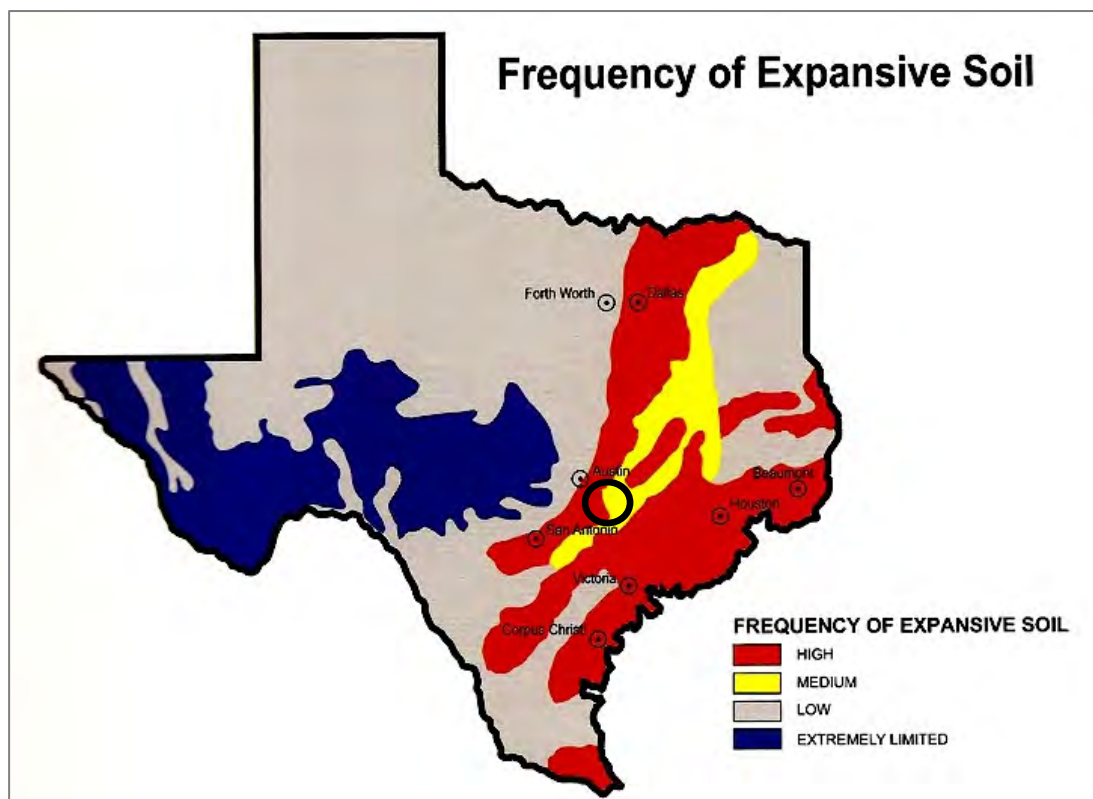 Frequency of Expansive Soil
Forth Worth
Dallas
Austin
Beaumont
Houston
San Antonio
Victoria
Corpus Christi
FREQUENCY OF EXPANSIVE SOIL
HIGH
MEDIUM
LOW
EXTREMELY LIMITED